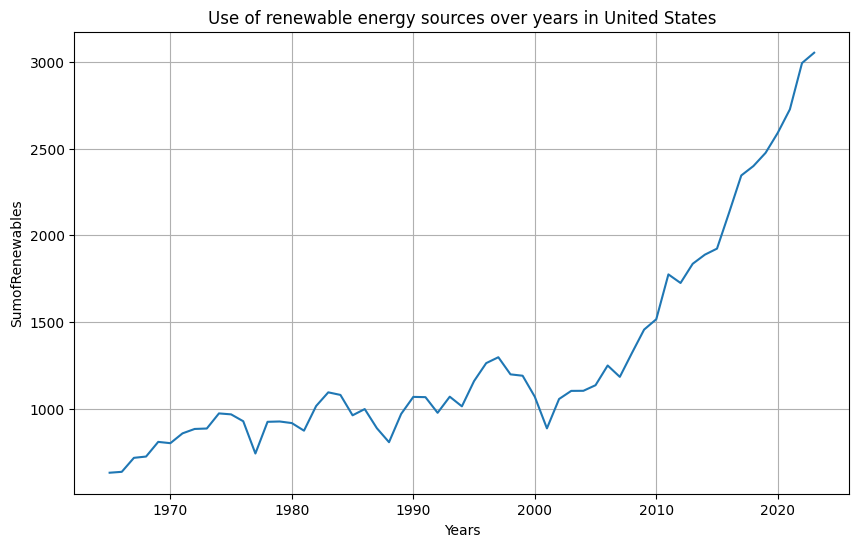 Use of renewable energy sources over years in United States
3000
2500
2000
1500
1000
SumofRenewables
1970 1980 1990 2000 2010 2020
Years